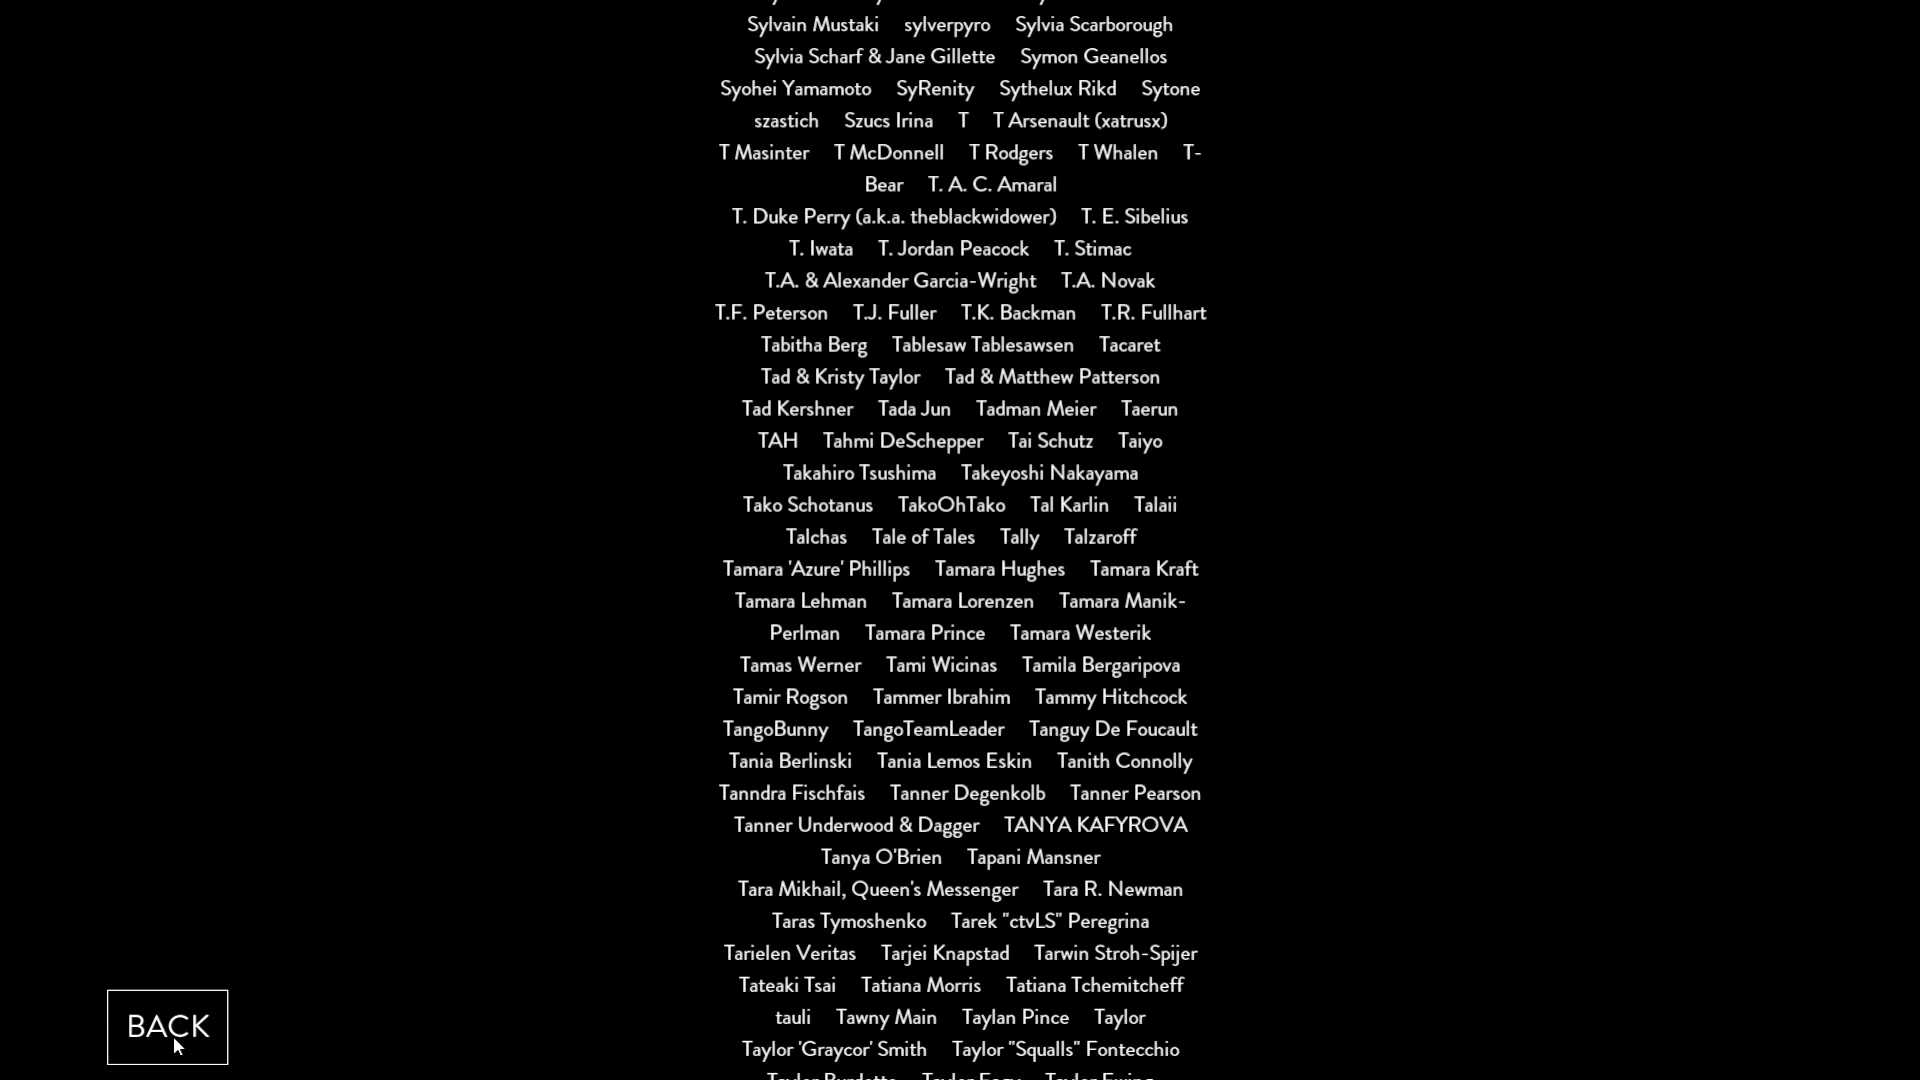 Sylvain Mustaki sylverpyro Sylvia Scarborough
Sylvia Scharf & Jane Gillette Symon Geanellos
Syohei Yamamoto SyRenity Sythelux Rikd Sytone
szastich Szucs Irina T T Arsenault (xatrusx)
T Masinter T McDonnell T Rodgers T Whalen T-
Bear T. A. C. Amaral
T. Duke Perry (a.k.a. theblackwidower) T. E. Sibelius
T. Iwata T. Jordan Peacock T. Stimac
T.A. & Alexander Garcia-Wright T.A. Novak
T.F. Peterson T.J. Fuller T.K. Backman T.R. Fullhart
Tabitha Berg Tablesaw Tablesawsen Tacaret
Tad & Kristy Taylor Tad & Matthew Patterson
Tad Kershner Tada Jun Tadman Meier Taerun
TAH Tahmi DeSchepper Tai Schutz Taiyo
Takahiro Tsushima Takeyoshi Nakayama
Tako Schotanus TakoOhTako Tal Karlin Talaii
Talchas Tale of Tales Tally Talzaroff
Tamara 'Azure' Phillips Tamara Hughes Tamara Kraft
Tamara Lehman Tamara Lorenzen Tamara Manik-
Perlman Tamara Prince Tamara Westerik
Tamas Werner Tami Wicinas Tamila Bergaripova
Tamir Rogson Tammer Ibrahim Tammy Hitchcock
TangoBunny TangoTeamLeader Tanguy De Foucault
Tania Berlinski Tania Lemos Eskin Tanith Connolly
Tanndra Fischfais Tanner Degenkolb Tanner Pearson
Tanner Underwood & Dagger TANYA KAFYROVA
Tanya O'Brien Tapani Mansner
Tara Mikhail, Queen's Messenger Tara R. Newman
Taras Tymoshenko Tarek "ctvLS" Peregrina
Tarielen Veritas Tarjei Knapstad Tarwin Stroh-Spijer
Tateaki Tsai Tatiana Morris Tatiana Tchemitcheff
tauli Tawny Main Taylan Pince Taylor
Taylor 'Graycor' Smith Taylor "Squalls" Fontecchio
BACK